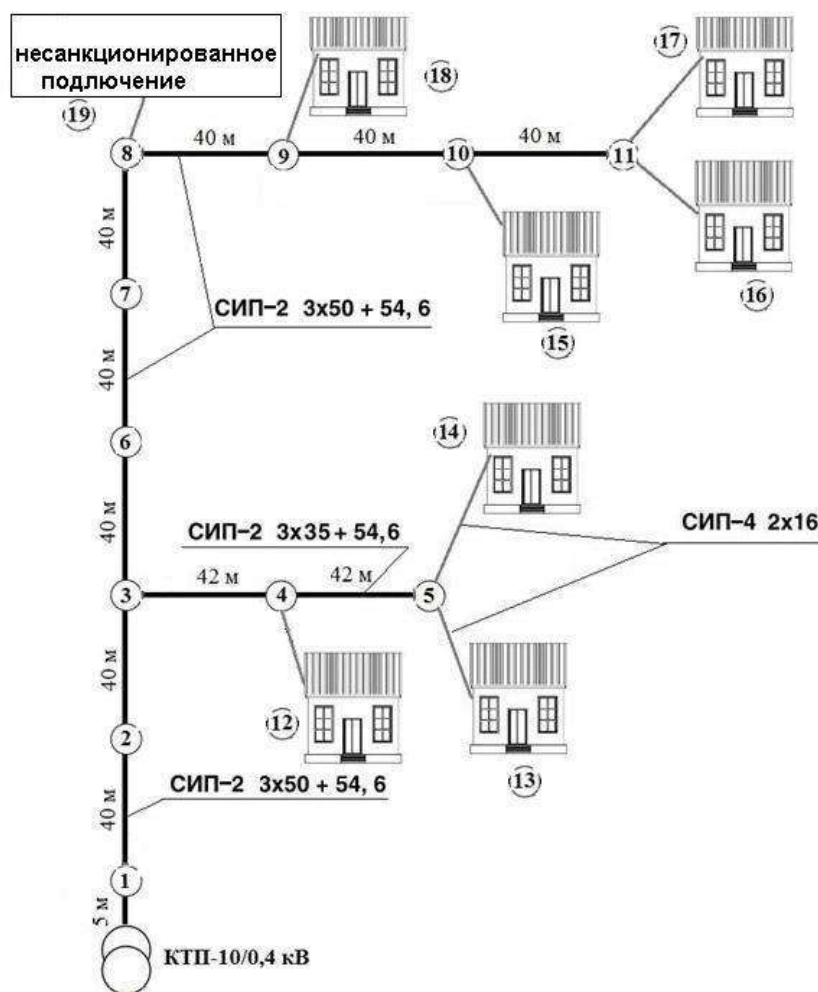 несанкционированное
подлючение
19
18
17
8
40 м
9
40 м
10
40 м
11
40 м
16
7
СИП-2 3х50 + 54, 6
15
40 м
6
14
40 м
СИП-2 3х35 + 54,6
СИП-4 2х16
3
42 м
4
42 м
5
40 м
12
13
2
СИП-2 3х50 + 54, 6
40 м
1
5 м
КТП-10/0,4 кВ